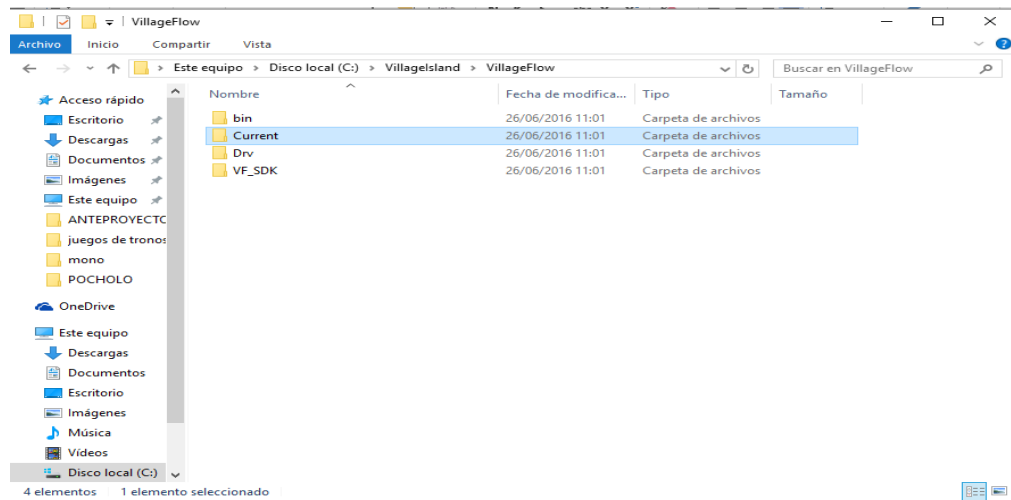 VillageFlow
Archivo Inicio Compartir Vista
Este equipo > Disco local (C:) > VillageIsland > VillageFlow
Buscar en VillageFlow
Nombre Fecha de modifica... Tipo Tamaño
Acceso rápido
Escritorio
Descargas
Documentos
Imágenes
Este equipo
ANTEPROYECTO
juegos de tronos
mono
POCHOLO
OneDrive
Este equipo
Descargas
Documentos
Escritorio
Imágenes
Música
Vídeos
Disco local (C:)
bin 26/06/2016 11:01 Carpeta de archivos
Current 26/06/2016 11:01 Carpeta de archivos
Drv 26/06/2016 11:01 Carpeta de archivos
VF_SDK 26/06/2016 11:01 Carpeta de archivos
4 elementos 1 elemento seleccionado